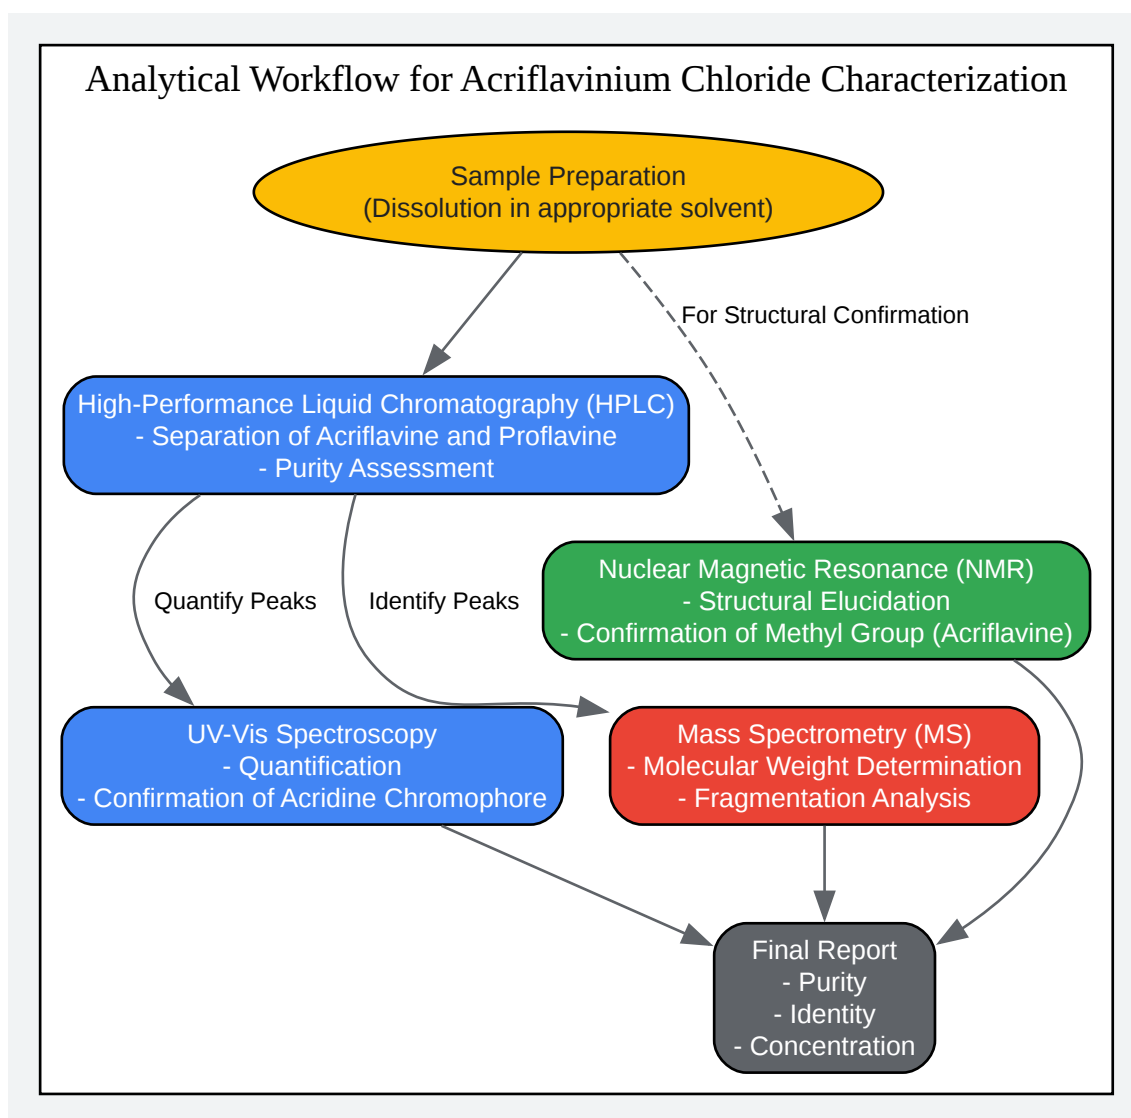 Analytical Workflow for Acriflavinium Chloride Characterization
Sample Preparation
(Dissolution in appropriate solvent)
For Structural Confirmation
High-Performance Liquid Chromatography (HPLC)
- Separation of Acriflavine and Proflavine
- Purity Assessment
Nuclear Magnetic Resonance (NMR)
- Structural Elucidation
- Confirmation of Methyl Group (Acriflavine)
Quantify Peaks
Identify Peaks
UV-Vis Spectroscopy
- Quantification
- Confirmation of Acridine Chromophore
Mass Spectrometry (MS)
- Molecular Weight Determination
- Fragmentation Analysis
Final Report
- Purity
- Identity
- Concentration